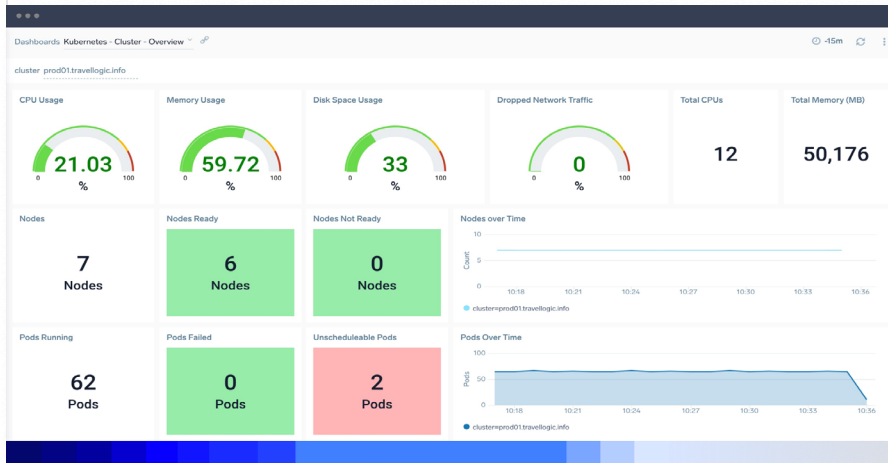 Dashboards Kubernetes - Cluster - Overview
-15m
cluster prod01.travellogic.info
CPU Usage
21.03
0 100
%
Memory Usage
59.72
0 100
%
Disk Space Usage
33
0 100
%
Dropped Network Traffic
0
0 100
%
Total CPUs
12
Total Memory (MB)
50,176
Nodes
7
Nodes
Nodes Ready
6
Nodes
Nodes Not Ready
0
Nodes
Nodes over Time
Count
10
5
0
10:18 10:21 10:24 10:27 10:30 10:33 10:36
cluster=prod01.travellogic.info
Pods Running
62
Pods
Pods Failed
0
Pods
Unscheduleable Pods
2
Pods
Pods Over Time
Pods
100
50
0
10:18 10:21 10:24 10:27 10:30 10:33 10:36
cluster=prod01.travellogic.info